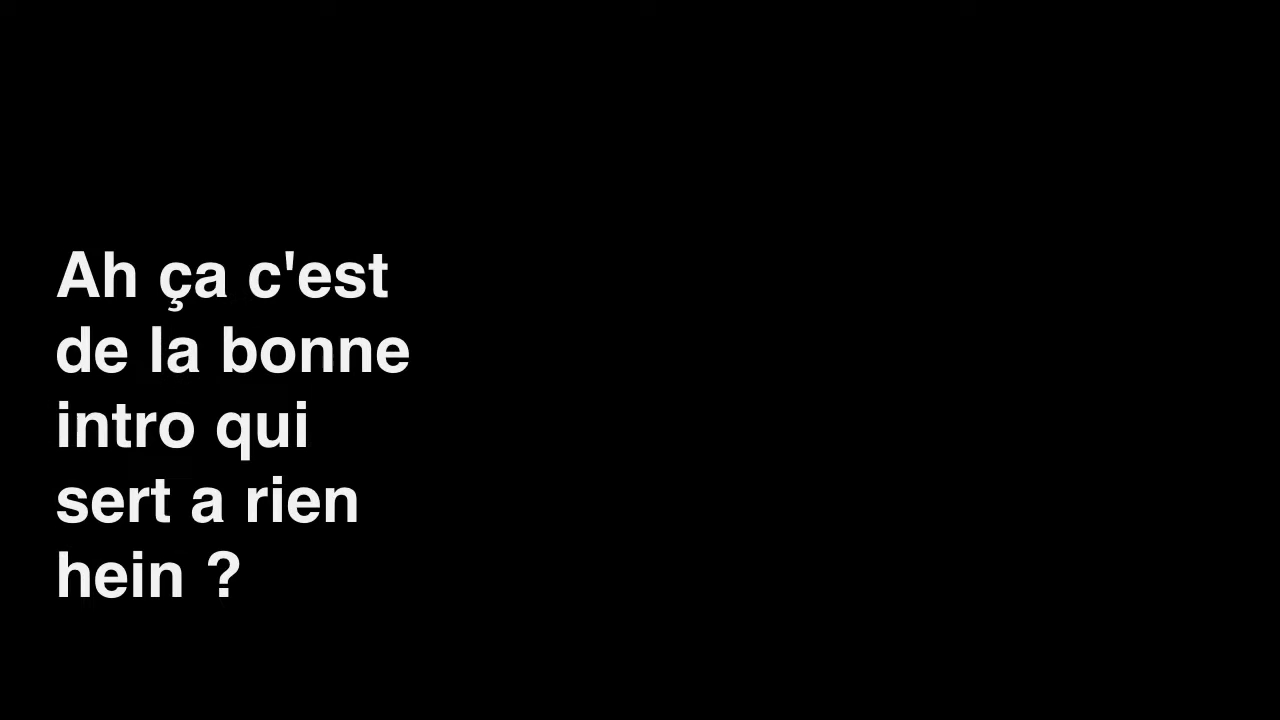 Ah ça c'est
de la bonne
intro qui
sert a rien
hein ?